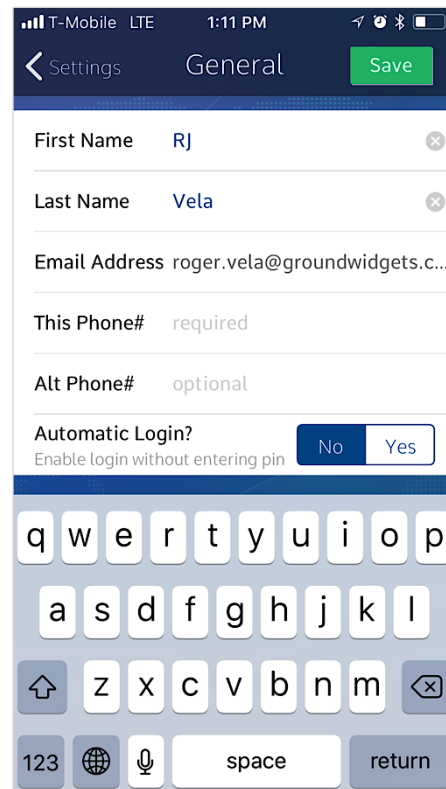 T-Mobile LTE 1:11 PM
Settings General Save
First Name RJ
Last Name Vela
Email Address roger.vela@groundwidgets.c...
This Phone# required
Alt Phone# optional
Automatic Login?
Enable login without entering pin No Yes
q w e r t y u i o p
a s d f g h j k l
z x c v b n m
123 space return